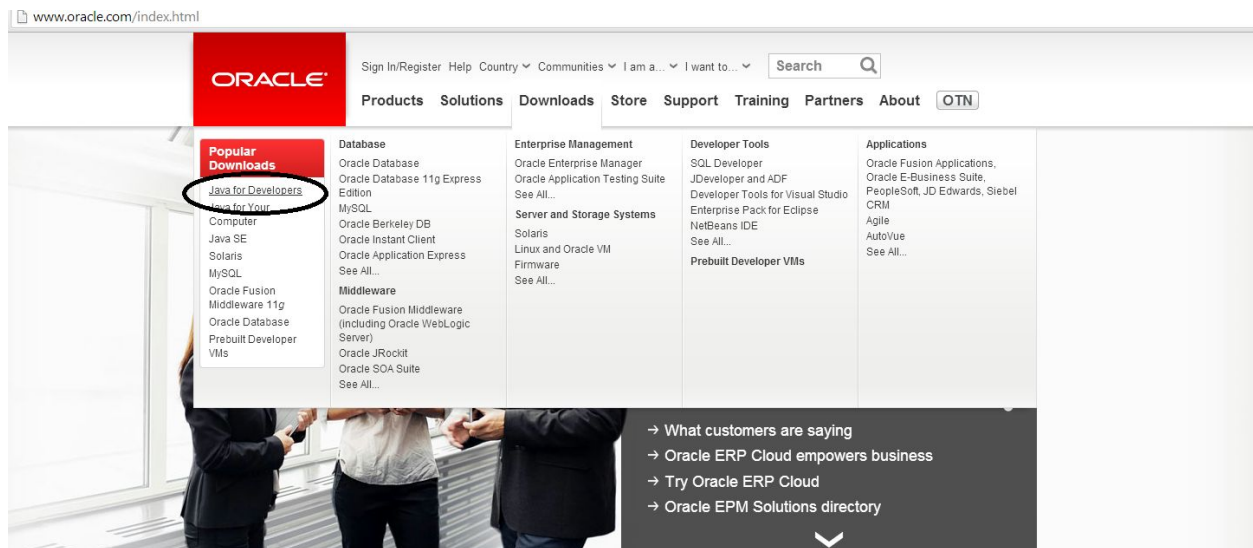 www.oracle.com/index.html
ORACLE®
Sign In/Register Help Country Communities I am a... I want to... Search
Products Solutions Downloads Store Support Training Partners About OTN
Popular
Downloads
Java for Developers
Java for Your
Computer
Java SE
Solaris
MySQL
Oracle Fusion
Middleware 11g
Oracle Database
Prebuilt Developer
VMs
Database
Oracle Database
Oracle Database 11g Express
Edition
MySQL
Oracle Berkeley DB
Oracle Instant Client
Oracle Application Express
See All...
Middleware
Oracle Fusion Middleware
(including Oracle WebLogic
Server)
Oracle JRockit
Oracle SOA Suite
See All...
Enterprise Management
Oracle Enterprise Manager
Oracle Application Testing Suite
See All...
Server and Storage Systems
Solaris
Linux and Oracle VM
Firmware
See All...
Developer Tools
SQL Developer
JDeveloper and ADF
Developer Tools for Visual Studio
Enterprise Pack for Eclipse
NetBeans IDE
See All...
Prebuilt Developer VMs
Applications
Oracle Fusion Applications,
Oracle E-Business Suite,
PeopleSoft, JD Edwards, Siebel
CRM
Agile
AutoVue
See All...
→ What customers are saying
→ Oracle ERP Cloud empowers business
→ Try Oracle ERP Cloud
→ Oracle EPM Solutions directory